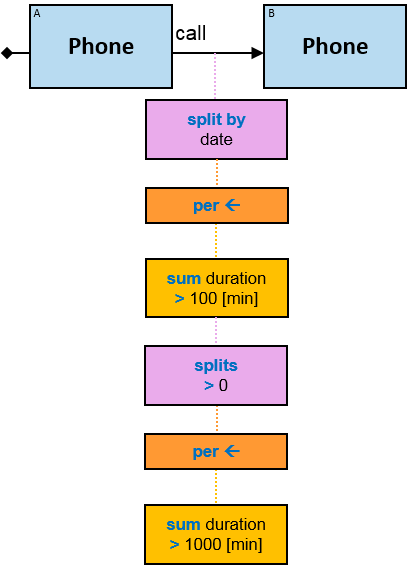 A
Phone
call
B
Phone
split by
date
per ←
sum duration
> 100 [min]
splits
> 0
per ←
sum duration
> 1000 [min]